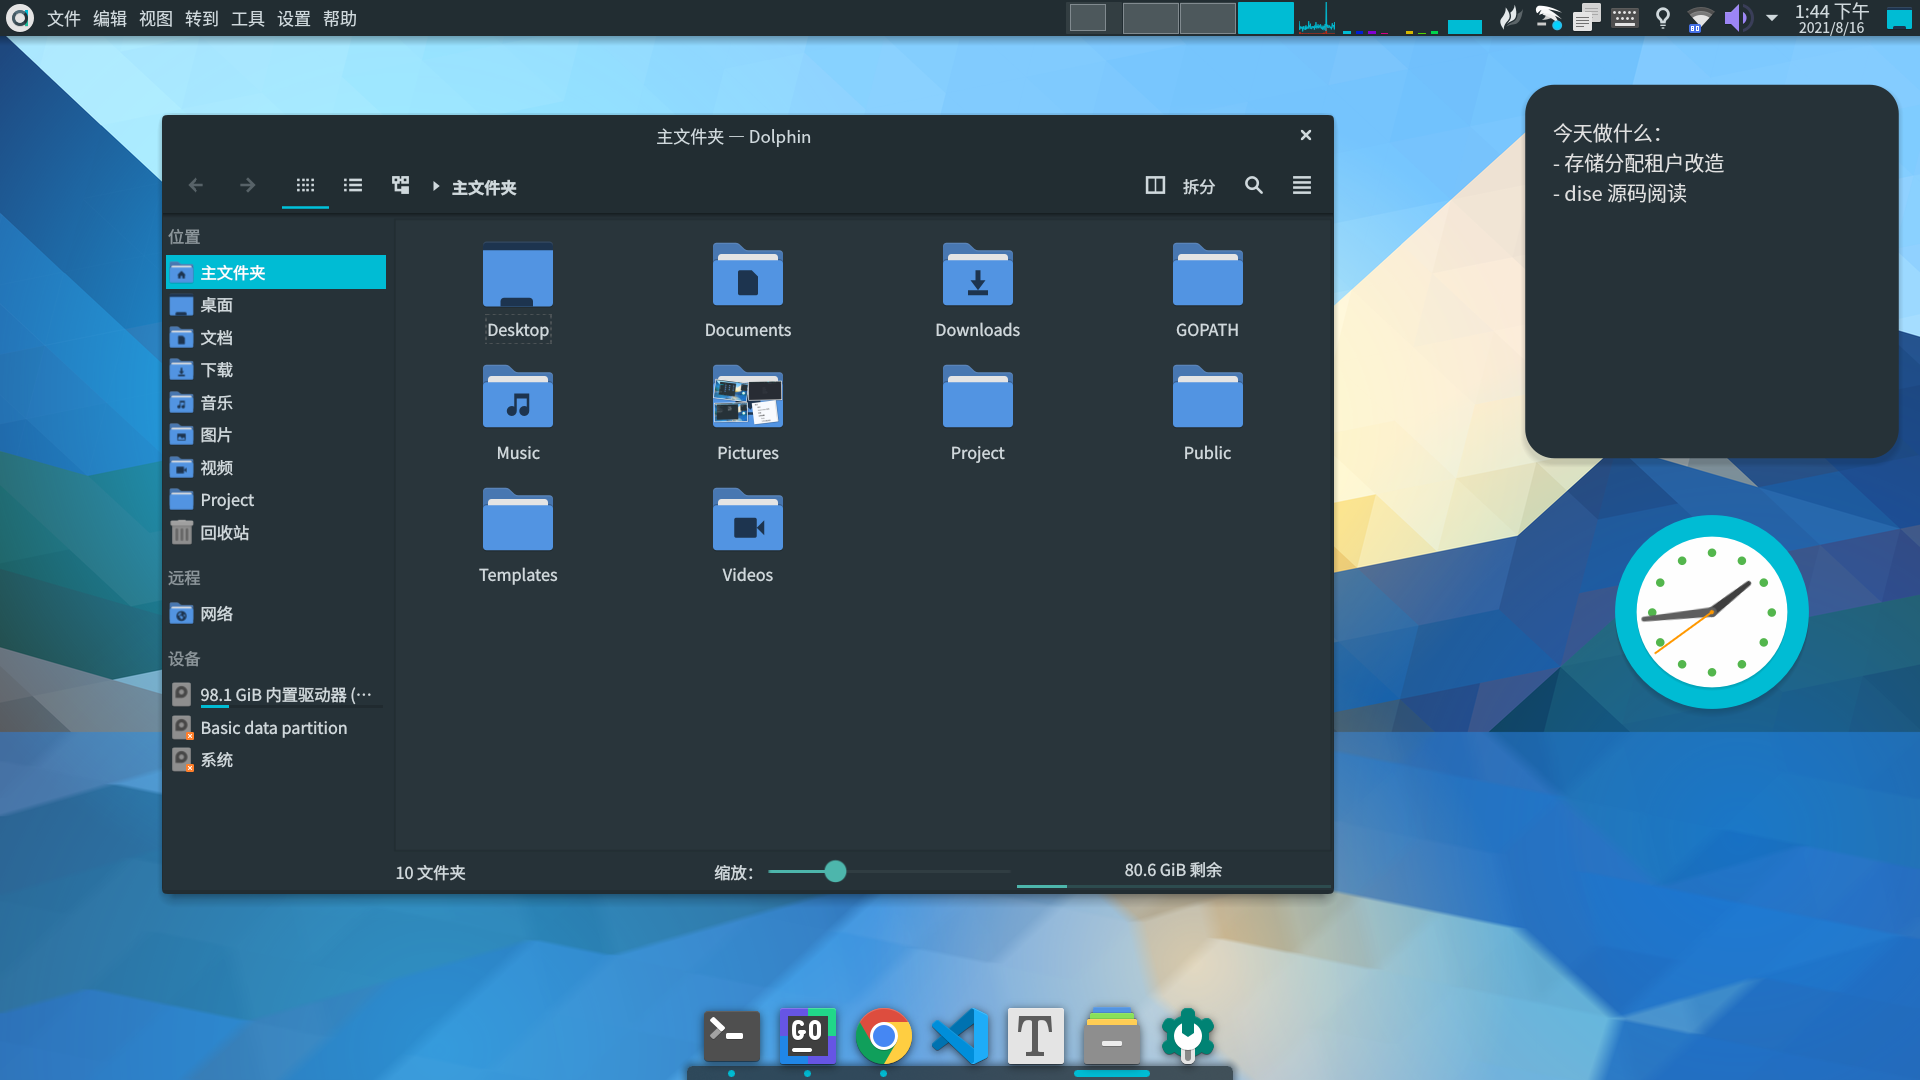 文件 编辑 视图 转到 工具 设置 帮助
1:44 下午
2021/8/16
主文件夹 — Dolphin
主文件夹
拆分
位置
主文件夹
桌面
文档
下载
音乐
图片
视频
Project
回收站
远程
网络
设备
98.1 GiB 内置驱动器 (…
Basic data partition
系统
Desktop
Documents
Downloads
GOPATH
Music
Pictures
Project
Public
Templates
Videos
10 文件夹
缩放：
80.6 GiB 剩余
今天做什么：
- 存储分配租户改造
- dise 源码阅读
GO
T